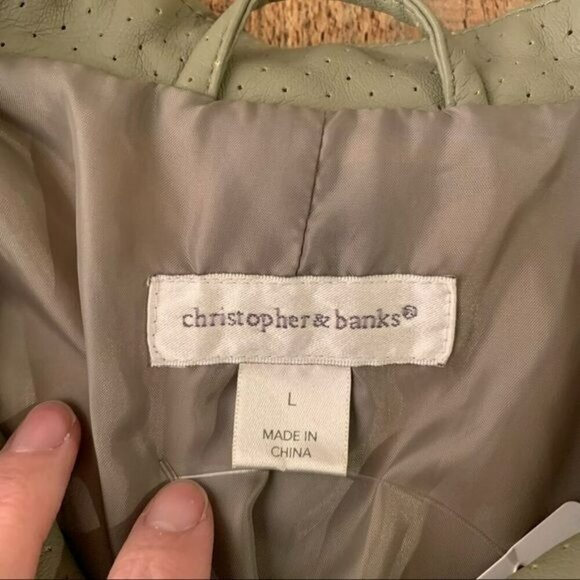 christopher & banks®
L
MADE IN
CHINA